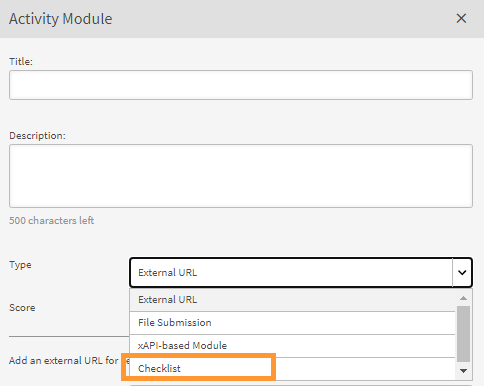 Activity Module
Title:
Description:
500 characters left
Type
External URL
External URL
File Submission
Score
xAPI-based Module
Add an external URL for
Checklist